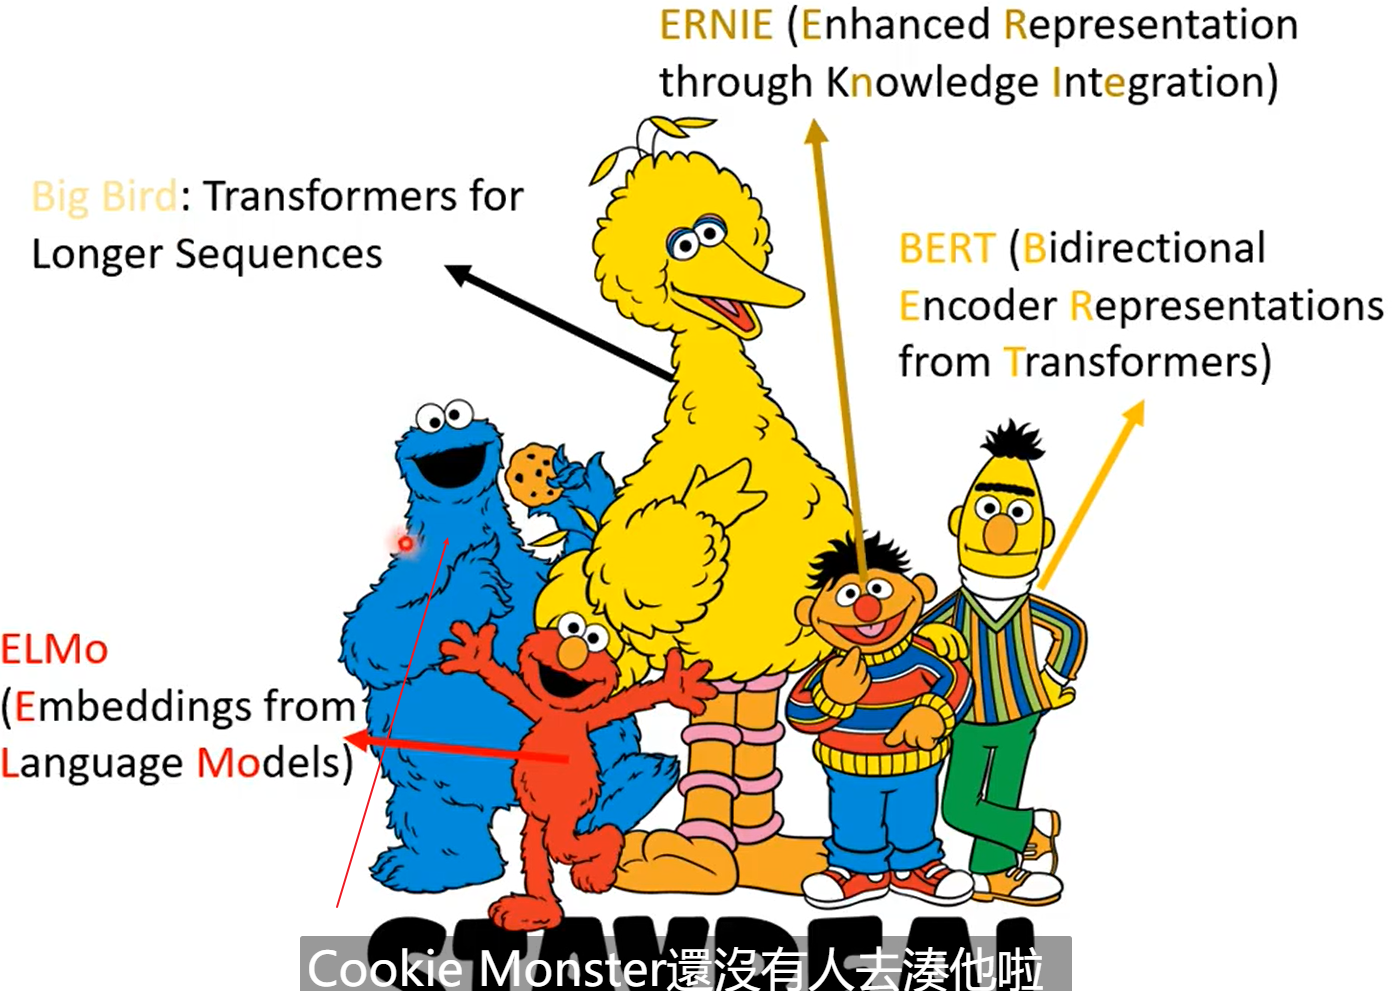 ERNIE (Enhanced Representation
through Knowledge Integration)
Big Bird: Transformers for
Longer Sequences
BERT (Bidirectional
Encoder Representations
from Transformers)
ELMo
(Embeddings from
Language Models)
STAYREAL
Cookie Monster還沒有人去湊他啦